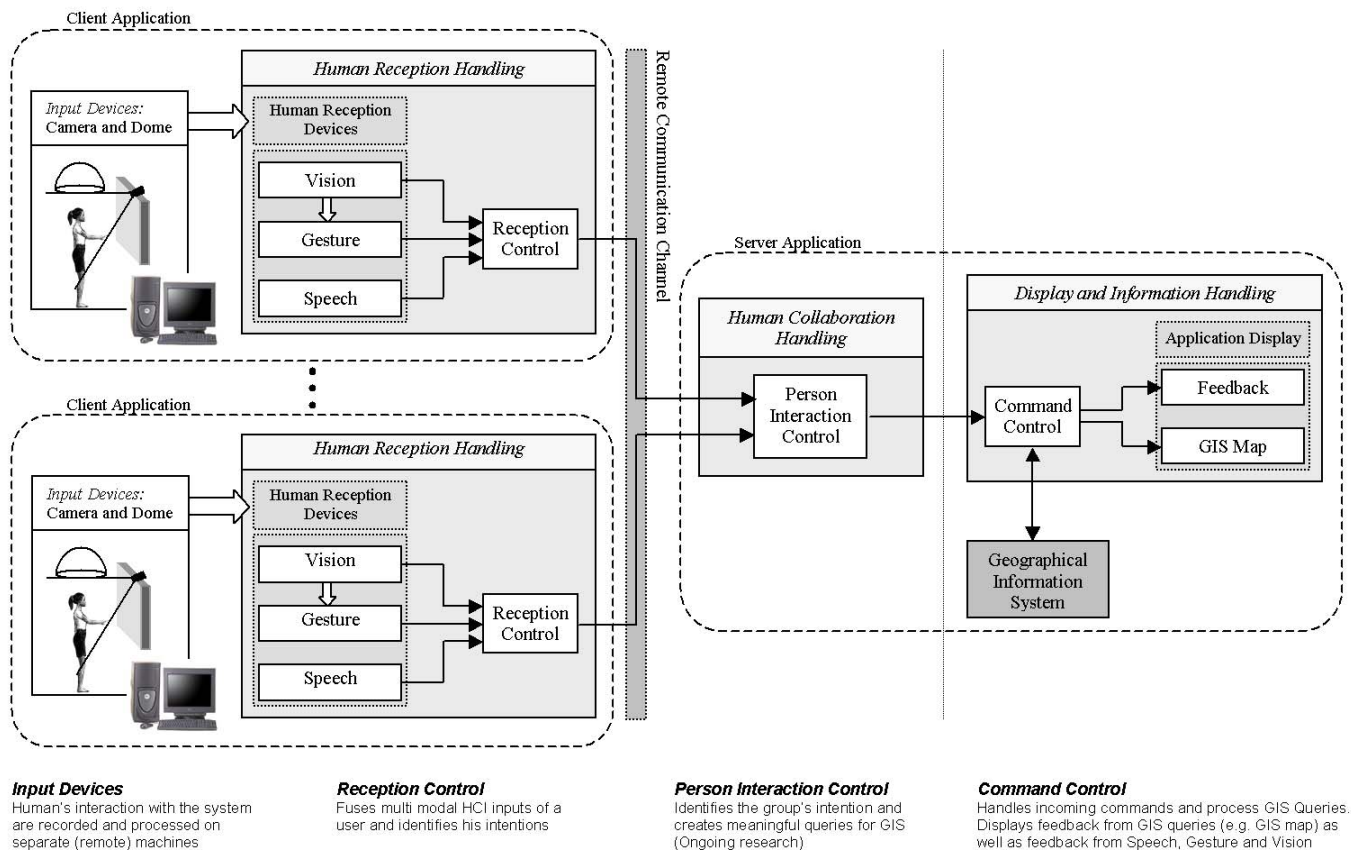 Client Application
Human Reception Handling
Input Devices:
Camera and Dome
Human Reception
Devices
Vision
Gesture
Speech
Reception
Control
Remote Communication Channel
Client Application
Human Reception Handling
Input Devices:
Camera and Dome
Human Reception
Devices
Vision
Gesture
Speech
Reception
Control
Server Application
Human Collaboration
Handling
Person
Interaction
Control
Display and Information Handling
Application Display
Command
Control
Feedback
GIS Map
Geographical
Information
System
Input Devices
Human's interaction with the system
are recorded and processed on
separate (remote) machines
Reception Control
Fuses multi modal HCI inputs of a
user and identifies his intentions
Person Interaction Control
Identifies the group's intention and
creates meaningful queries for GIS
(Ongoing research)
Command Control
Handles incoming commands and process GIS Queries.
Displays feedback from GIS queries (e.g. GIS map) as
well as feedback from Speech, Gesture and Vision